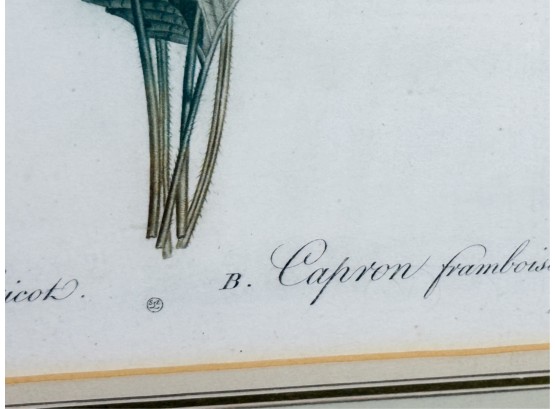 icot. B. Capron frambois